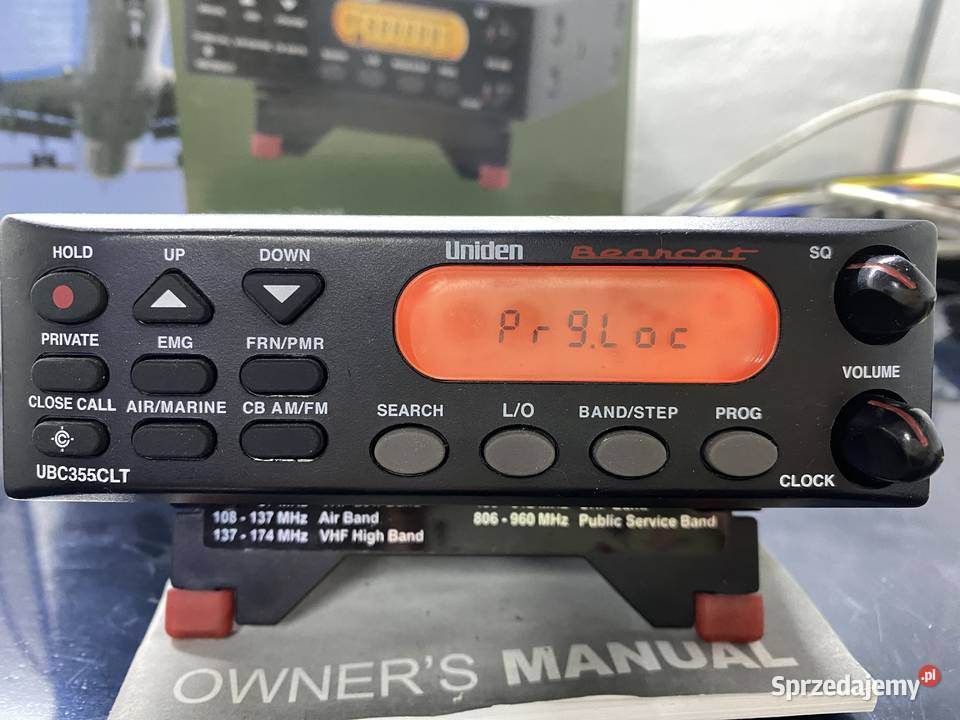 HOLD
UP
DOWN
Uniden
Bearcat
SQ
Prg.Loc
PRIVATE
EMG
FRN/PMR
VOLUME
CLOSE CALL
AIR/MARINE
CB AM/FM
SEARCH
L/O
BAND/STEP
PROG
C
UBC355CLT
CLOCK
108 - 137 MHz Air Band
806 - 960 MHz Public Service Band
137 - 174 MHz VHF High Band
OWNER'S MANUAL
Sprzedajemy.pl